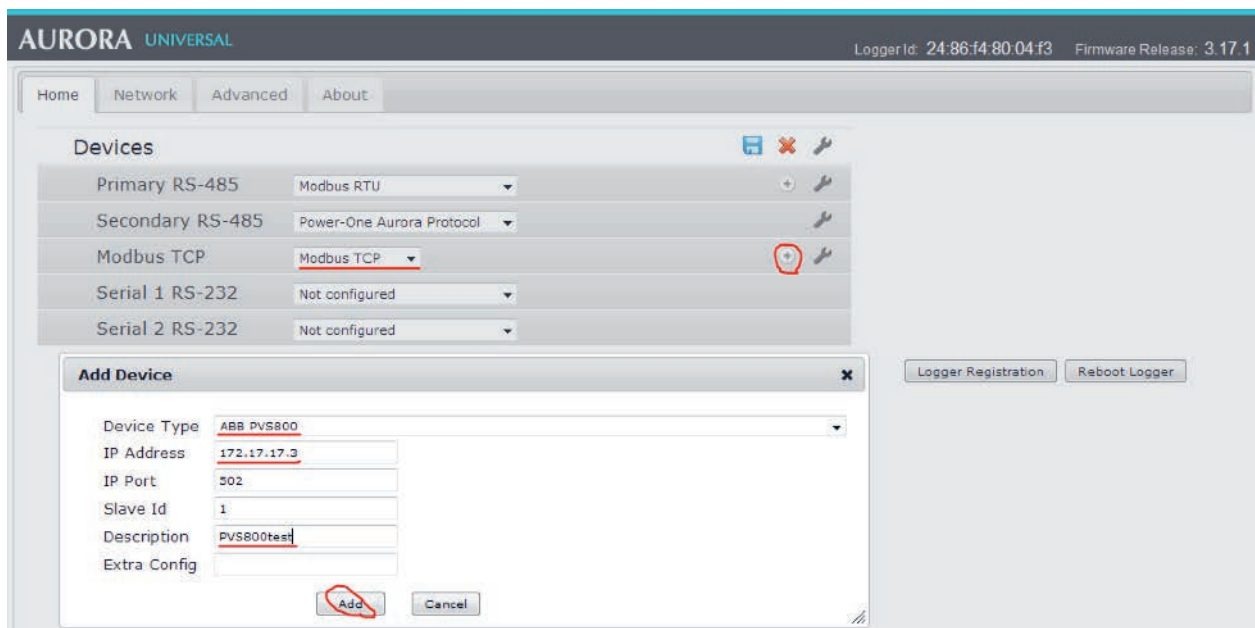 AURORA UNIVERSAL
Logger Id: 24:86:f4:80:04:f3 Firmware Release: 3.17.1
Home Network Advanced About
Devices
Primary RS-485 Modbus RTU
Secondary RS-485 Power-One Aurora Protocol
Modbus TCP Modbus TCP
Serial 1 RS-232 Not configured
Serial 2 RS-232 Not configured
Add Device
Logger Registration Reboot Logger
Device Type ABB PVS800
IP Address 172.17.17.3
IP Port 502
Slave Id 1
Description PVS800test
Extra Config
Add Cancel